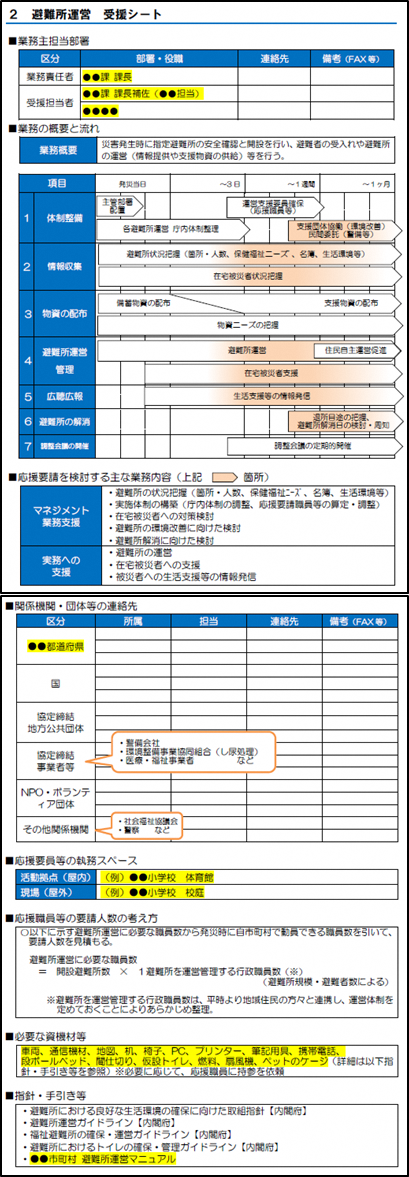 2 避難所運営 受援シート
■業務主担当部署
区分 部署・役職 連絡先 備考(FAX等)
業務責任者 ●●課 課長
受援担当者 ●●課 課長補佐(●●担当)
●●●●
■業務の概要と流れ
業務概要 災害発生時に指定避難所の安全確認と開設を行い、避難者の受入れや避難所
の運営(情報提供や支援物資の供給)等を行う。
項目 発災当日 ~3日 ~1週間 ~1ヶ月
1 体制整備
主管部署
配置
運営支援要員確保
(応援職員等)
各避難所運営 庁内体制整理
支援団体協働(環境改善)
民間委託(警備等)
2 情報収集
避難所状況把握(箇所・人数、保健福祉ニーズ、名簿、生活環境等)
在宅被災者状況把握
3 物資の配布
備蓄物資の配布 支援物資の配布
物資ニーズの把握
4 避難所運営
管理
避難所運営 住民自主運営促進
在宅被災者支援
5 広聴広報 生活支援等の情報発信
6 避難所の解消
退所目途の把握、
避難所解消日の検討・周知
7 調整会議の開催 調整会議の定期的開催
■応援要請を検討する主な業務内容(上記 箇所)
マネジメント
業務支援
・避難所の状況把握(箇所・人数、保健福祉ニーズ、名簿、生活環境等)
・実施体制の構築(庁内体制の調整、応援要請職員等の算定・調整)
・在宅被災者への対策検討
・避難所の環境改善に向けた検討
・避難所解消に向けた検討
実務への
支援
・避難所の運営
・在宅被災者への支援
・被災者への生活支援等の情報発信
■関係機関・団体等の連絡先
区分 所属 担当 連絡先 備考(FAX等)
●●都道府県
国
協定締結
地方公共団体
協定締結
事業者等
・警備会社
・環境整備事業協同組合(し尿処理)
・医療・福祉事業者 など
NPO・ボランテ
ィア団体
その他関係機関
・社会福祉協議会
・警察 など
■応援要員等の執務スペース
活動拠点(屋内) (例)●●小学校 体育館
現場(屋外) (例)●●小学校 校庭
■応援職員等の要請人数の考え方
○以下に示す避難所運営に必要な職員数から発災時に自市町村で動員できる職員数を引いて、
要請人数を見積もる。
避難所運営に必要な職員数
= 開設避難所数 × 1避難所を運営管理する行政職員数(※)
(避難所規模・避難者数による)
※避難所を運営管理する行政職員数は、平時より地域住民の方々と連携し、運営体制を
定めておくことによりあらかじめ整理。
■必要な資機材等
車両、通信機材、地図、机、椅子、PC、プリンター、筆記用具、携帯電話、
段ボールベッド、間仕切り、仮設トイレ、燃料、扇風機、ペットのケージ(詳細は以下指
針・手引き等を参照)※必要に応じて、応援職員に持参を依頼
■指針・手引き等
・避難所における良好な生活環境の確保に向けた取組指針【内閣府】
・避難所運営ガイドライン【内閣府】
・福祉避難所の確保・運営ガイドライン【内閣府】
・避難所におけるトイレの確保・管理ガイドライン【内閣府】
・●●市町村 避難所運営マニュアル